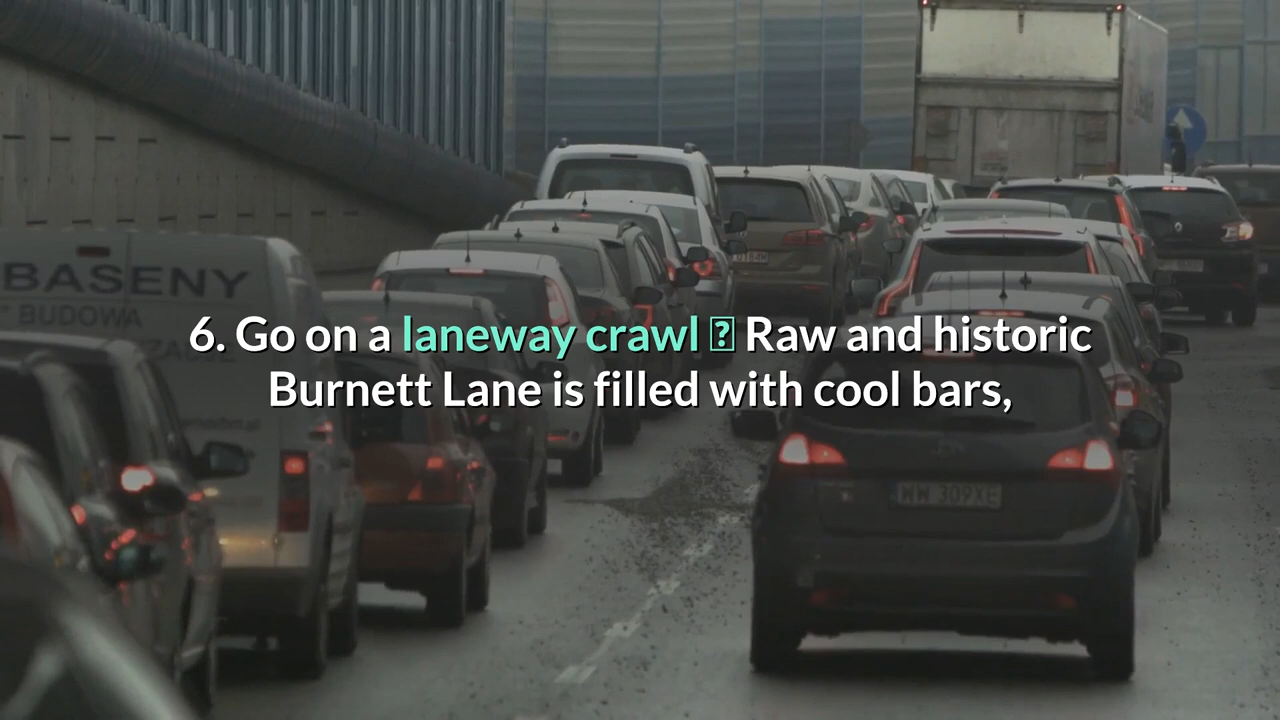 BASENY
BUDOWA
6. Go on a laneway crawl 🯄 Raw and historic
Burnett Lane is filled with cool bars,
WW 309XE